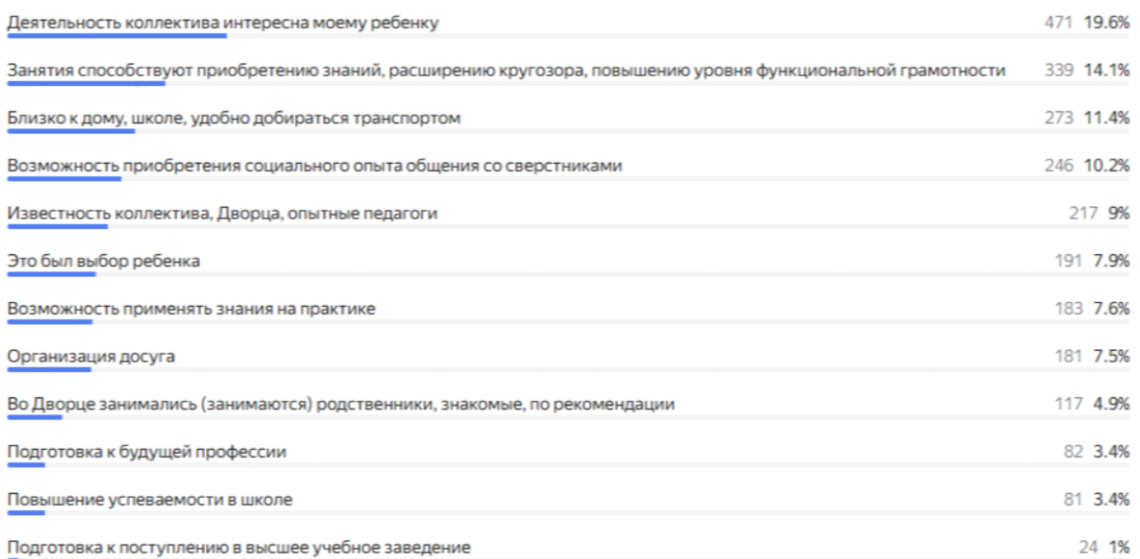 Деятельность коллектива интересна моему ребенку 471 19.6%
Занятия способствуют приобретению знаний, расширению кругозора, повышению уровня функциональной грамотности 339 14.1%
Близко к дому, школе, удобно добираться транспортом 273 11.4%
Возможность приобретения социального опыта общения со сверстниками 246 10.2%
Известность коллектива, Дворца, опытные педагоги 217 9%
Это был выбор ребенка 191 7.9%
Возможность применять знания на практике 183 7.6%
Организация досуга 181 7.5%
Во Дворце занимались (занимаются) родственники, знакомые, по рекомендации 117 4.9%
Подготовка к будущей профессии 82 3.4%
Повышение успеваемости в школе 81 3.4%
Подготовка к поступлению в высшее учебное заведение 24 1%